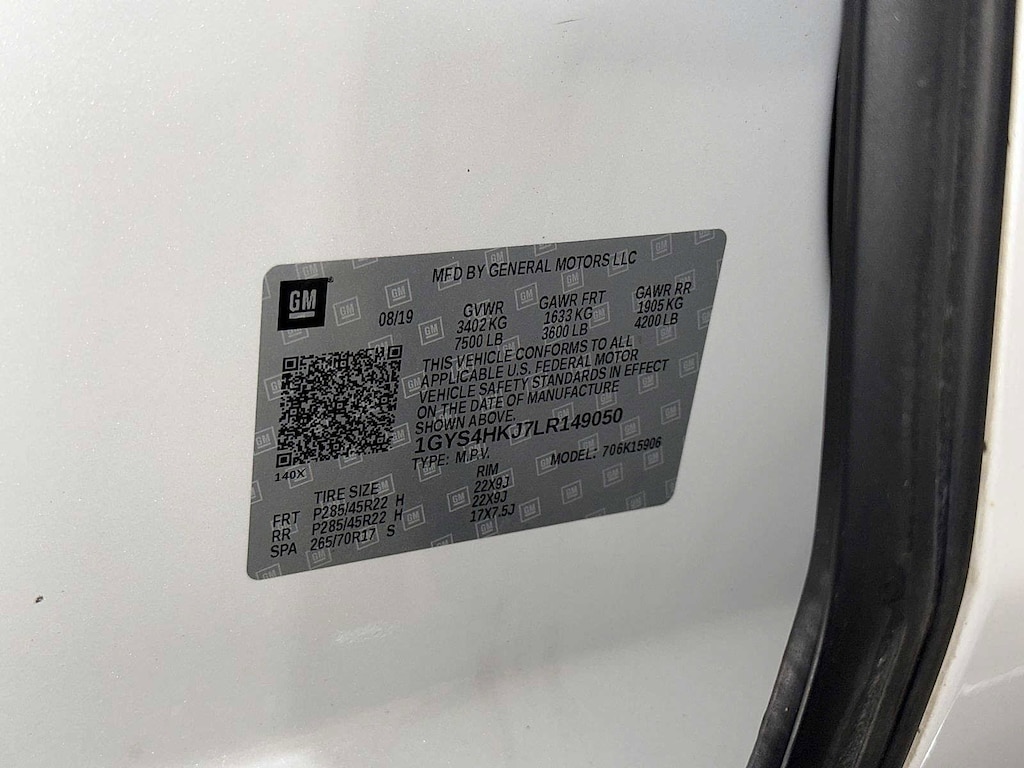 MFD BY GENERAL MOTORS LLC
GM
08/19
GVWR GAWR FRT GAWR RR
3402 KG 1633 KG 1905 KG
7500 LB 3600 LB 4200 LB
THIS VEHICLE CONFORMS TO ALL
APPLICABLE U.S. FEDERAL MOTOR
VEHICLE SAFETY STANDARDS IN EFFECT
ON THE DATE OF MANUFACTURE
SHOWN ABOVE.
1GYS4HKJ7LR149050
TYPE: M.P.V. MODEL: 706K15906
140X
TIRE SIZE RIM
FRT P285/45R22 H 22X9J
RR P285/45R22 H 22X9J
SPA 265/70R17 S 17X7.5J